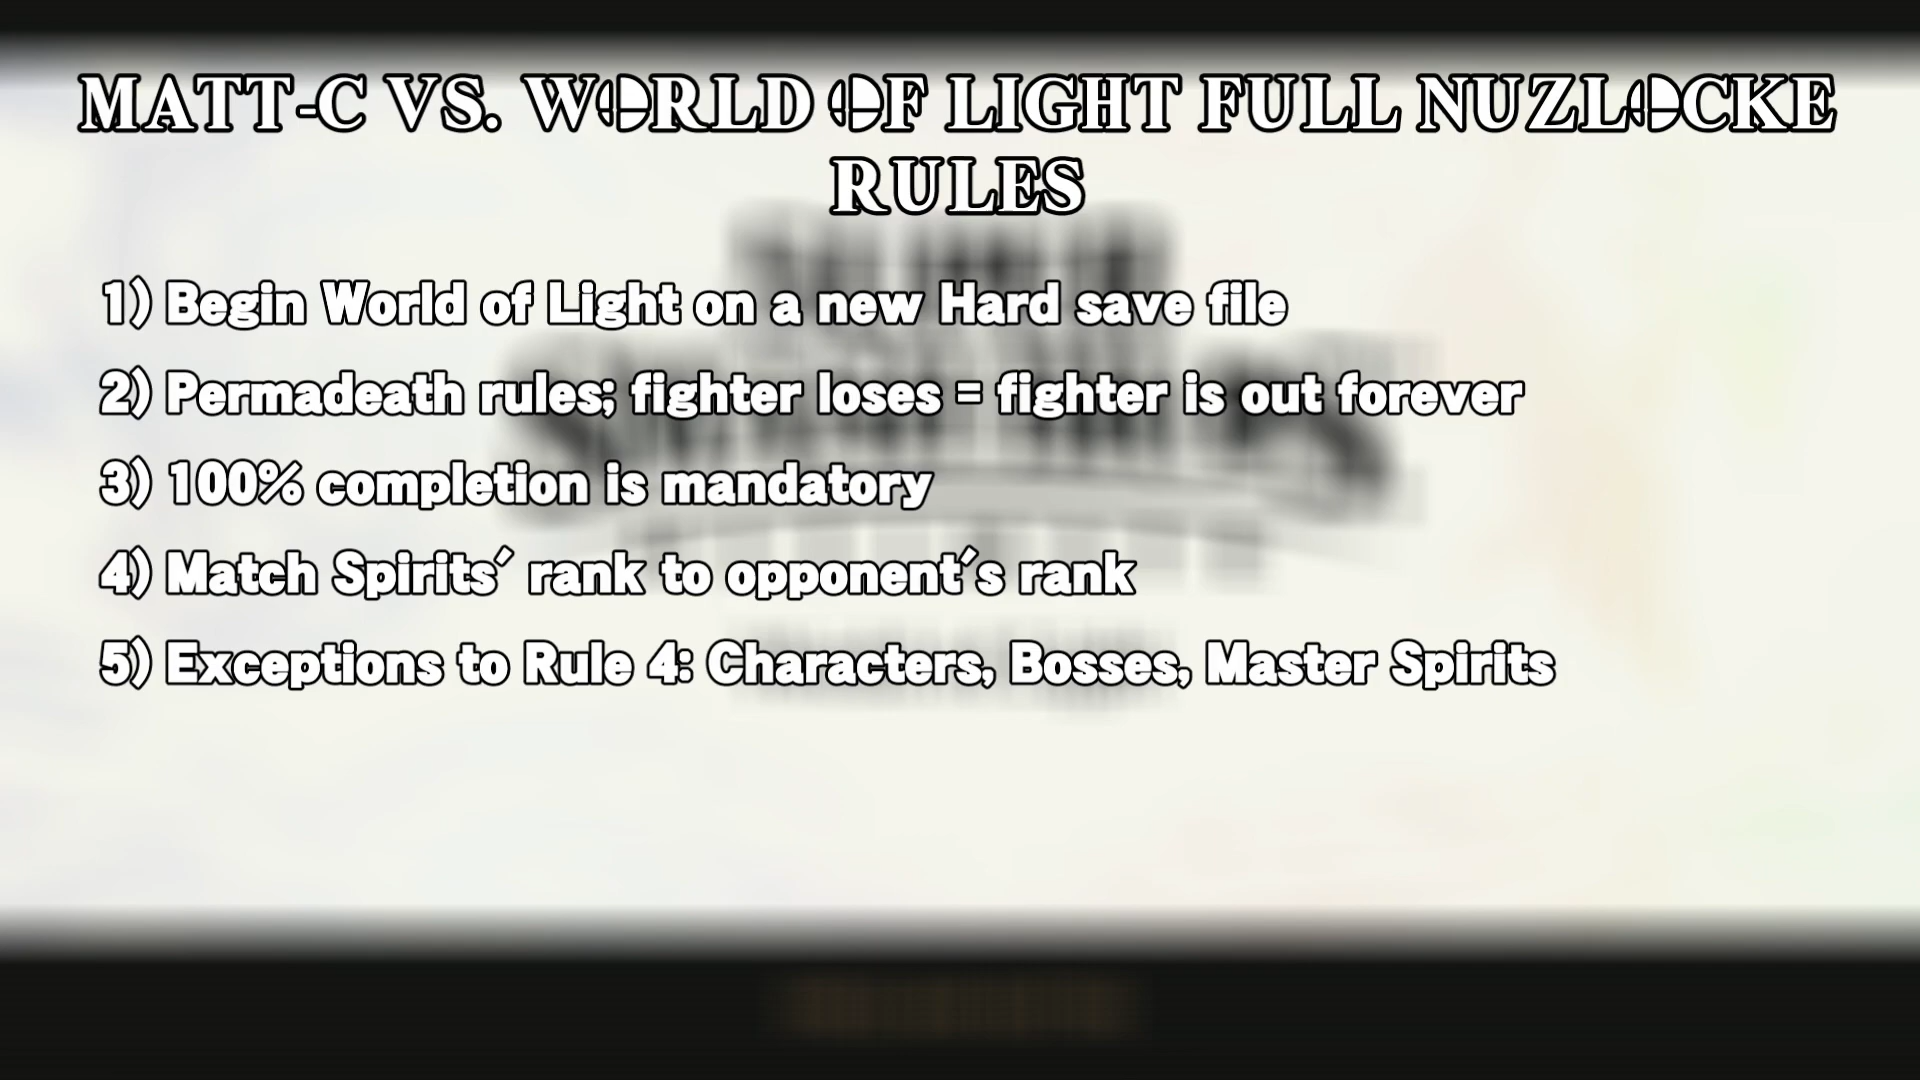 MATT-C VS. WORLD OF LIGHT FULL NUZLOCKE
RULES
1) Begin World of Light on a new Hard save file
2) Permadeath rules; fighter loses = fighter is out forever
3) 100% completion is mandatory
4) Match Spirits' rank to opponent's rank
5) Exceptions to Rule 4: Characters, Bosses, Master Spirits